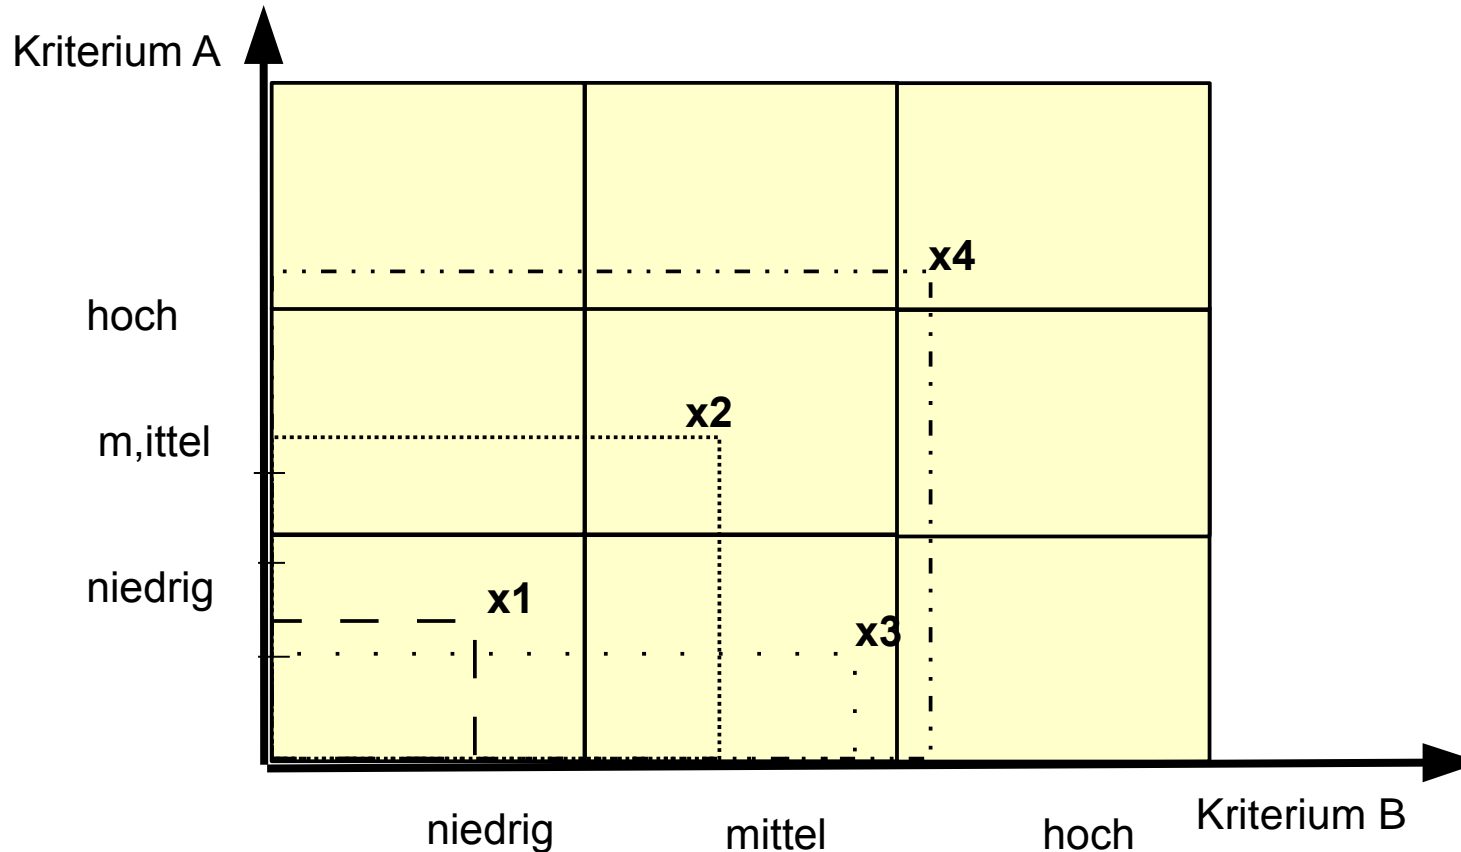 Kriterium A
x4
hoch
x2
m,ittel
niedrig
x1
x3
niedrig
mittel
hoch
Kriterium B